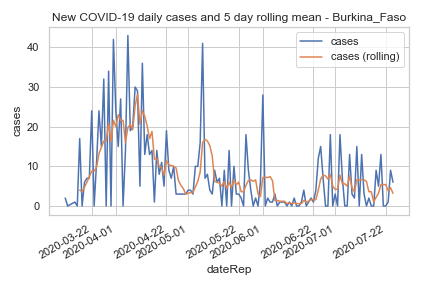 New COVID-19 daily cases and 5 day rolling mean - Burkina_Faso
cases
cases (rolling)
40
30
20
10
0
cases
2020-03-22
2020-04-01
2020-04-22
2020-05-01
2020-05-22
2020-06-01
2020-06-22
2020-07-01
2020-07-22
dateRep